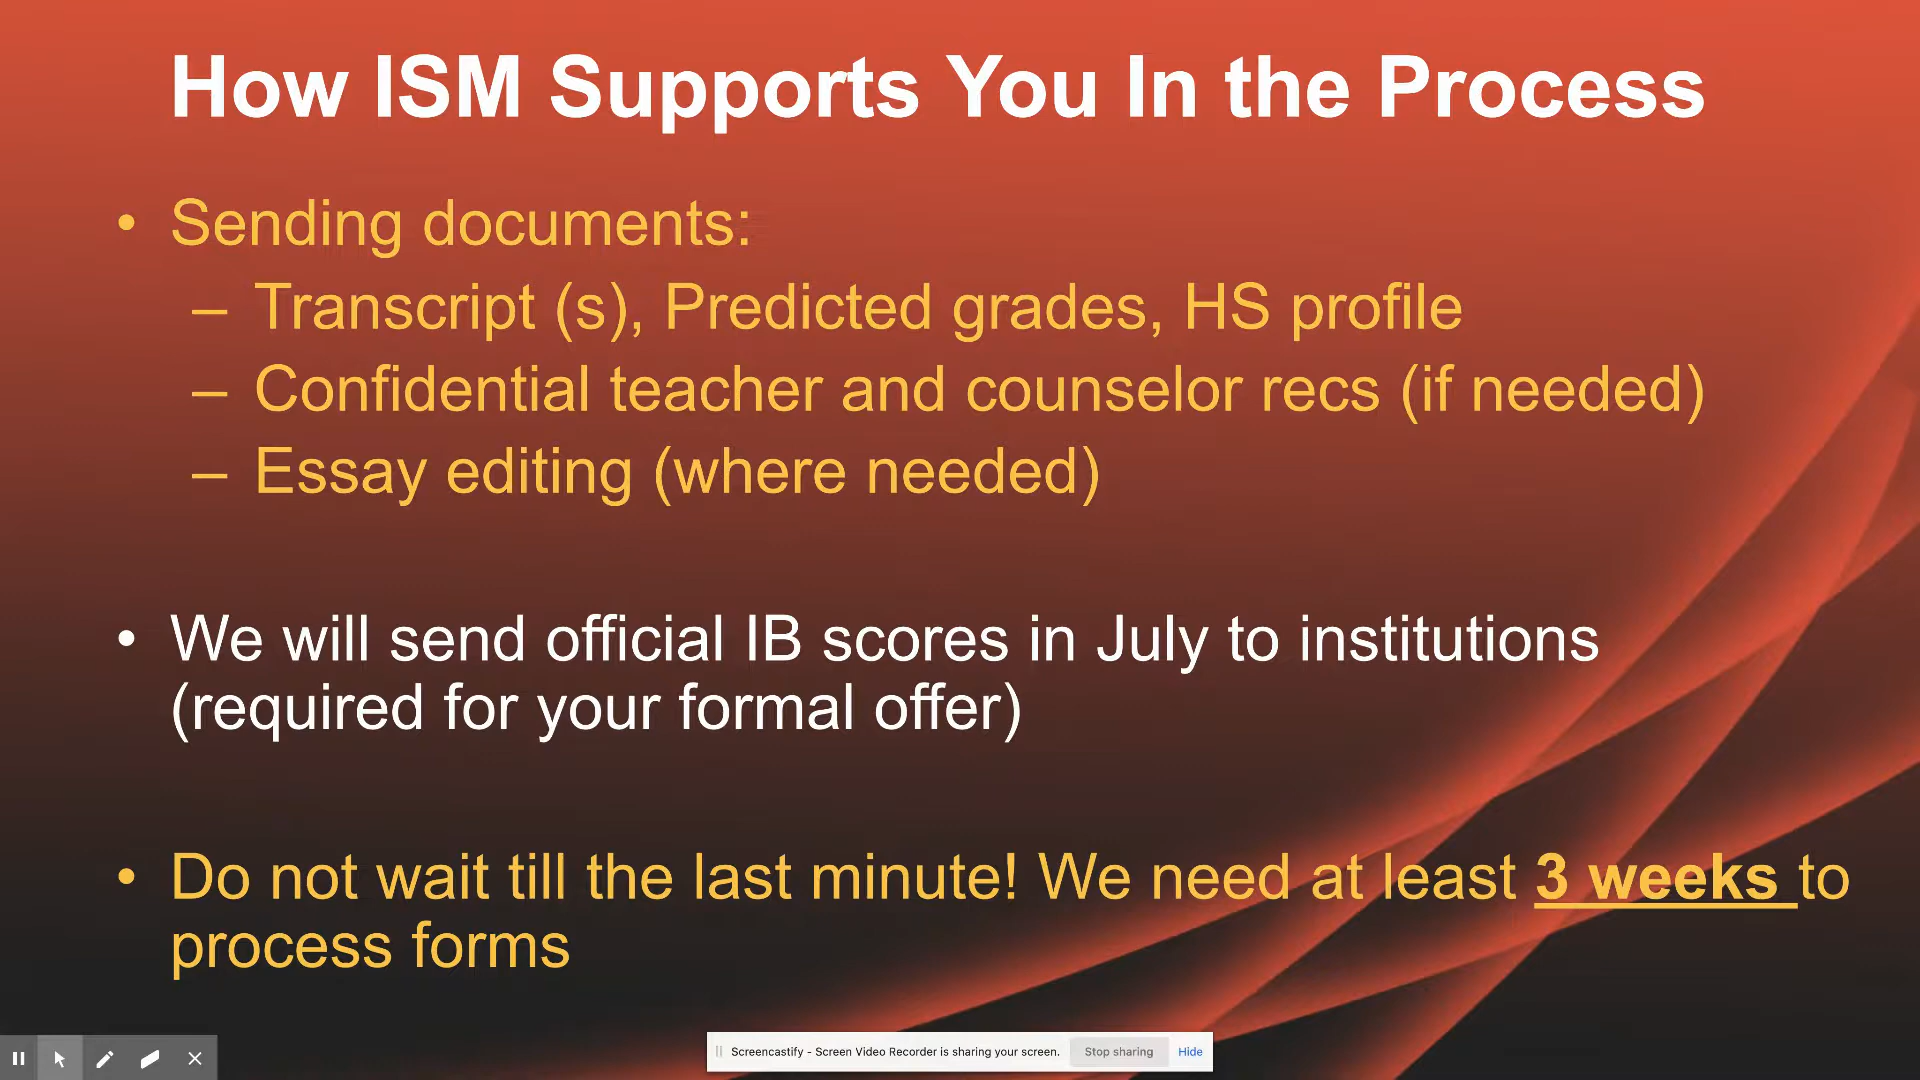 How ISM Supports You In the Process
• Sending documents:
– Transcript (s), Predicted grades, HS profile
– Confidential teacher and counselor recs (if needed)
– Essay editing (where needed)
• We will send official IB scores in July to institutions
(required for your formal offer)
• Do not wait till the last minute! We need at least 3 weeks to
process forms
Screencastify - Screen Video Recorder is sharing your screen. Stop sharing Hide